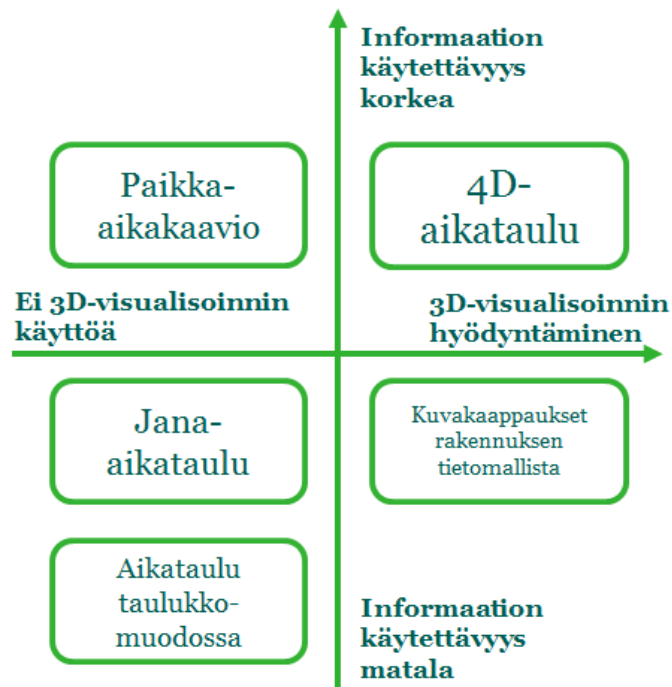 Informaation
käytettävyys
korkea
Paikka-
aikakaavio
4D-
aikataulu
Ei 3D-visualisoinnin
käyttöä
3D-visualisoinnin
hyödyntäminen
Jana-
aikataulu
Kuvakaappaukset
rakennuksen
tietomallista
Aikataulu
taulukko-
muodossa
Informaation
käytettävyys
matala